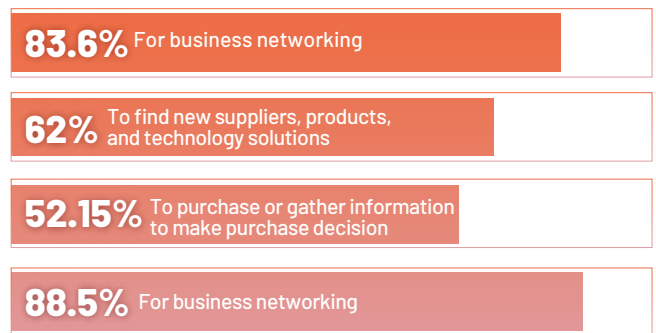 83.6% For business networking
62% To find new suppliers, products,
and technology solutions
52.15% To purchase or gather information
to make purchase decision
88.5% For business networking